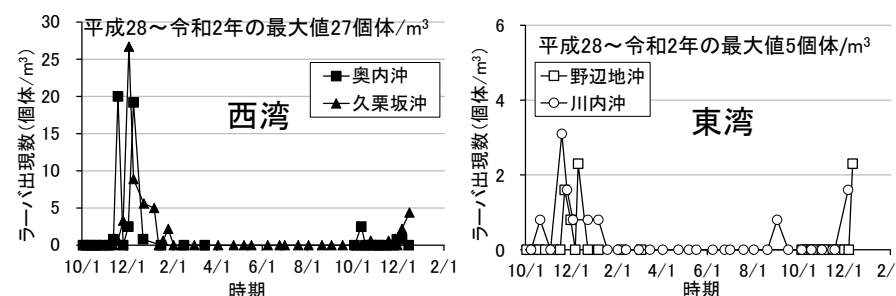 平成28～令和2年の最大値27個体/m³
ラーバ出現数(個体/m³)
30
25
20
15
10
5
0
奥内沖
久栗坂沖
西湾
10/1 12/1 2/1 4/1 6/1 8/1 10/1 12/1 2/1
時期
平成28～令和2年の最大値5個体/m³
ラーバ出現数(個体/m³)
6
4
2
0
野辺地沖
川内沖
東湾
10/1 12/1 2/1 4/1 6/1 8/1 10/1 12/1 2/
時期